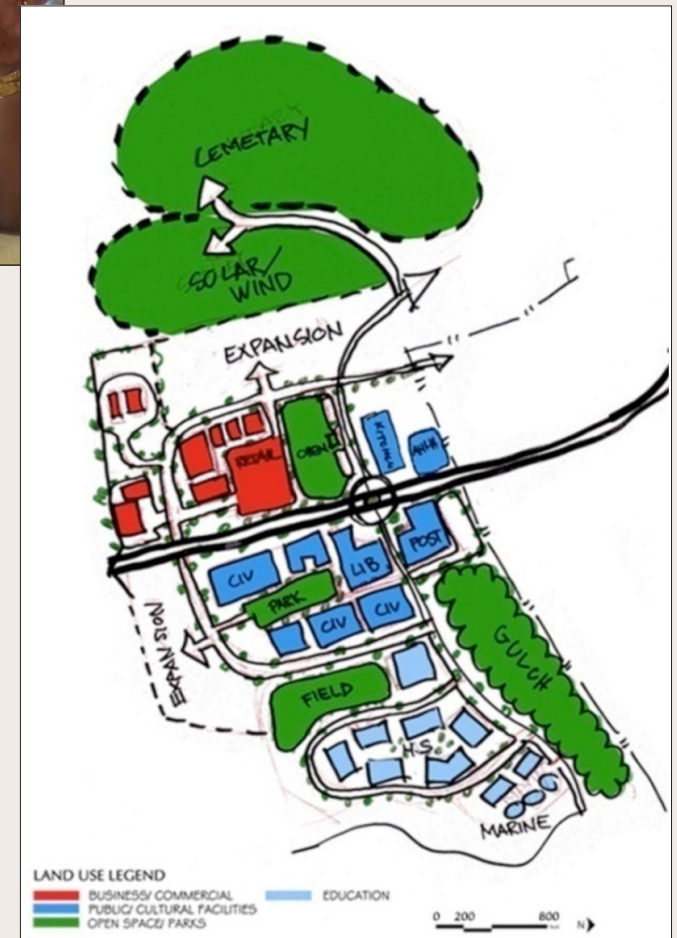 CEMETARY
SOLAR/
WIND
EXPANSION
RETAIL
OPEN
KITCHEN
POST
CIV
LIB
PARK
CIV
CIV
EXPANSION
GULCH
FIELD
H.S.
MARINE
LAND USE LEGEND
BUSINESS/ COMMERCIAL
EDUCATION
PUBLIC/ CULTURAL FACILITIES
OPEN SPACE/ PARKS
0 200 800
N